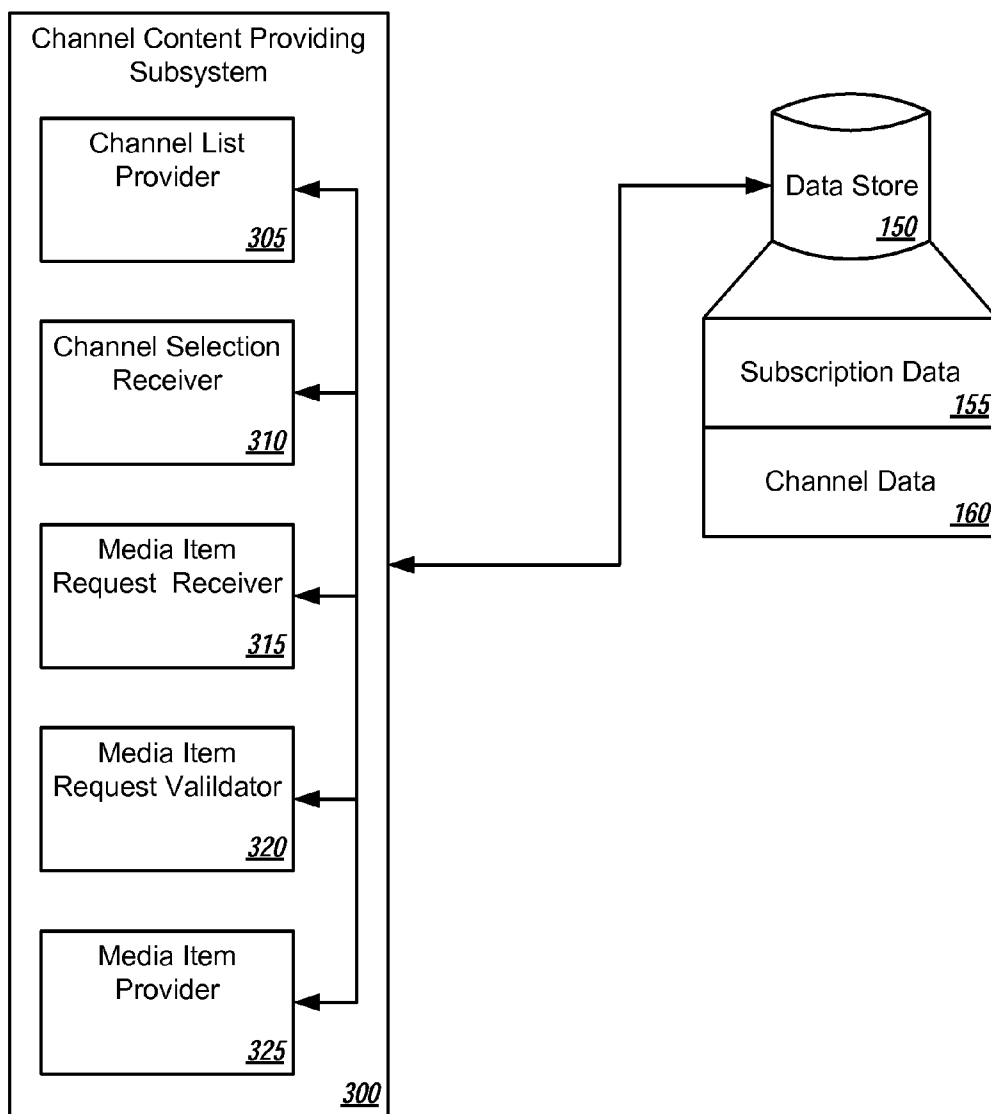 Channel Content Providing
Subsystem
Channel List
Provider
305
Channel Selection
Receiver
310
Media Item
Request Receiver
315
Media Item
Request Valildator
320
Media Item
Provider
325
300
Data Store
150
Subscription Data
155
Channel Data
160